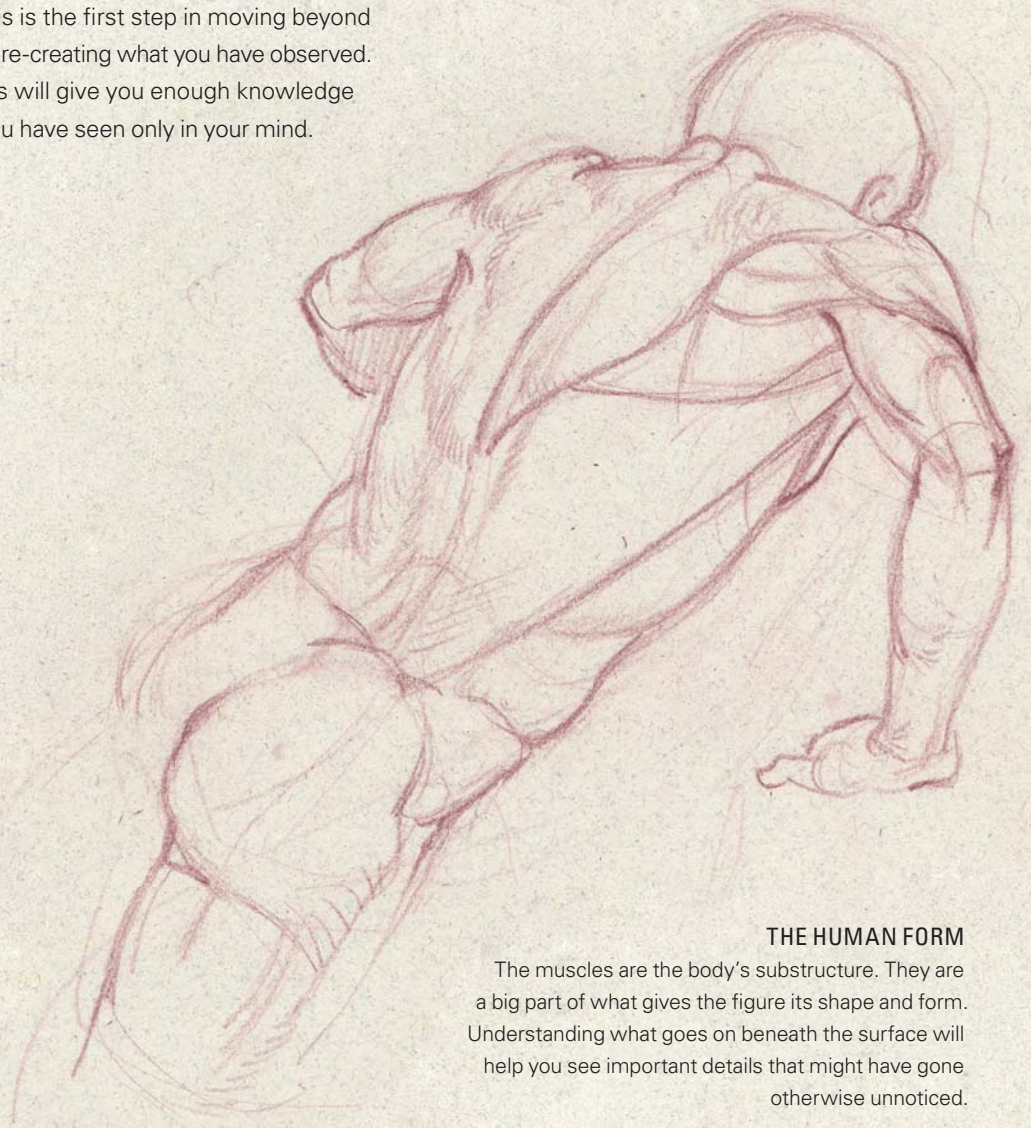 s is the first step in moving beyond
re-creating what you have observed.
s will give you enough knowledge
u have seen only in your mind.
THE HUMAN FORM
The muscles are the body’s substructure. They are
a big part of what gives the figure its shape and form.
Understanding what goes on beneath the surface will
help you see important details that might have gone
otherwise unnoticed.